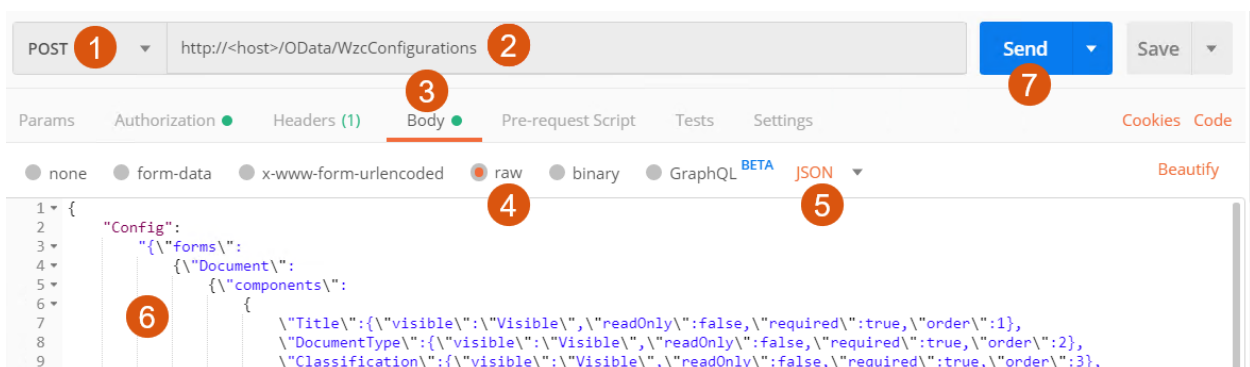 POST 1 http://<host>/OData/WzcConfigurations 2 Send Save
7
3
Params Authorization Headers (1) Body Pre-request Script Tests Settings Cookies Code
none form-data x-www-form-urlencoded raw binary GraphQL BETA JSON Beautify
4 5
1 {
2 "Config":
3 "{\"forms\":
4 {\"Document\":
5 {\"components\":
6 {
6
7 \"Title\":{\"visible\":\"Visible\",\"readOnly\":false,\"required\":true,\"order\":1},
8 \"DocumentType\":{\"visible\":\"Visible\",\"readOnly\":false,\"required\":true,\"order\":2},
9 \"Classification\":{\"visible\":\"Visible\",\"readOnly\":false,\"required\":true,\"order\":3},